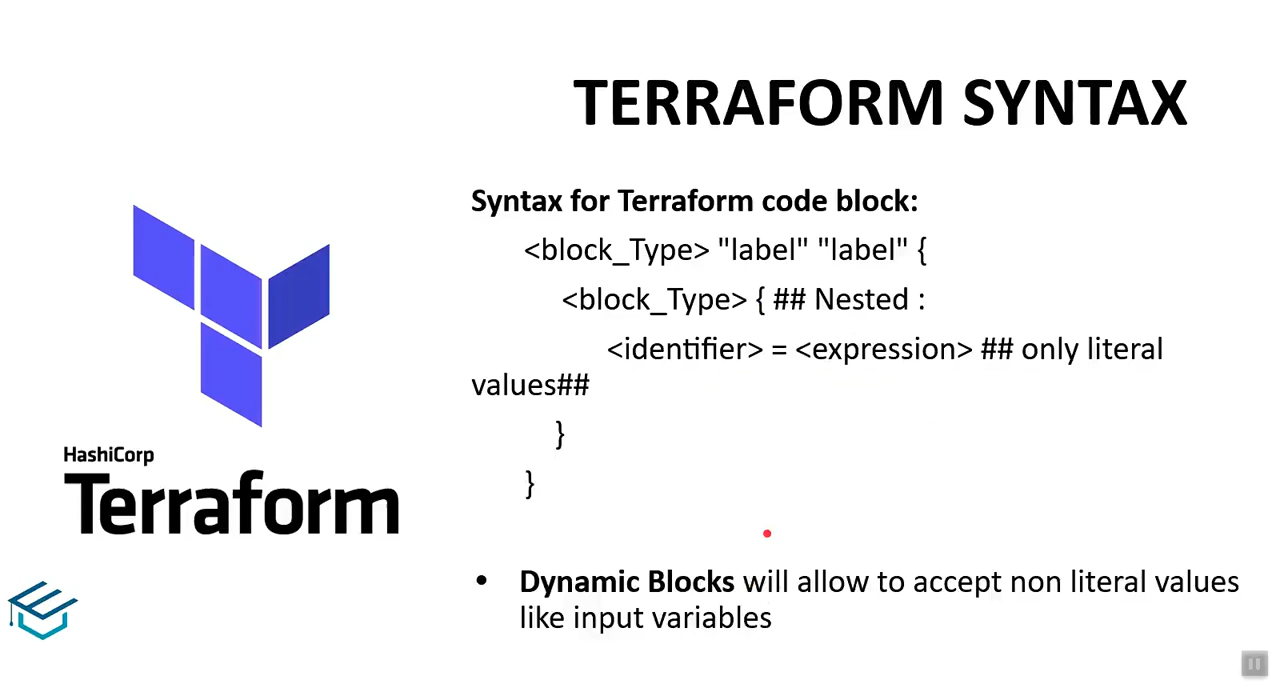 TERRAFORM SYNTAX
Syntax for Terraform code block:
<block_Type> "label" "label" {
<block_Type> { ## Nested :
<identifier> = <expression> ## only literal
values##
}
}
HashiCorp
Terraform
• Dynamic Blocks will allow to accept non literal values
like input variables